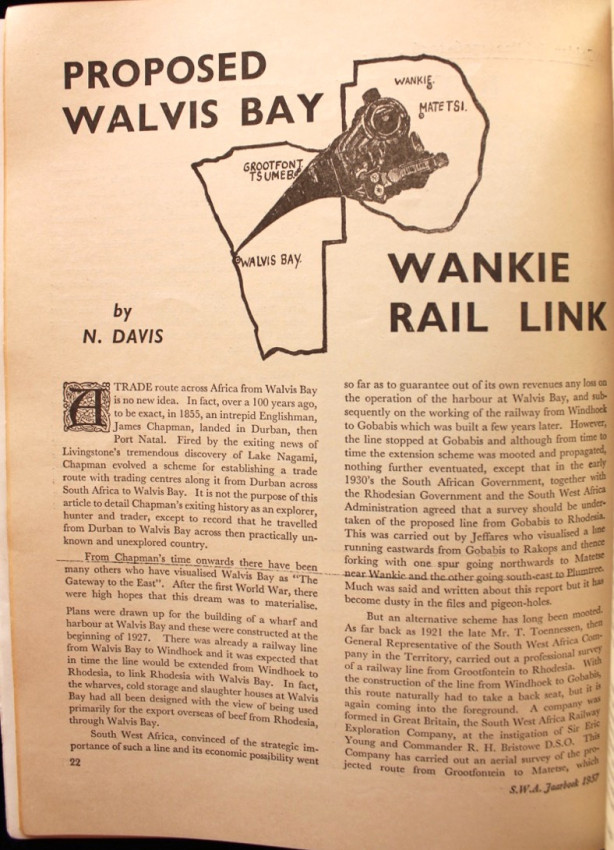 PROPOSED
WALVIS BAY
WANKIE.
MATETSI.
GROOTFONT
TSUMEB
WALVIS BAY.
WANKIE
RAIL LINK
by
N. DAVIS
A TRADE route across Africa from Walvis Bay
is no new idea. In fact, over a 100 years ago,
to be exact, in 1855, an intrepid Englishman,
James Chapman, landed in Durban, then
Port Natal. Fired by the exiting news of
Livingstone's tremendous discovery of Lake Nagami,
Chapman evolved a scheme for establishing a trade
route with trading centres along it from Durban across
South Africa to Walvis Bay. It is not the purpose of this
article to detail Chapman's exiting history as an explorer,
hunter and trader, except to record that he travelled
from Durban to Walvis Bay across then practically un-
known and unexplored country.
From Chapman's time onwards there have been
many others who have visualised Walvis Bay as "The
Gateway to the East". After the first World War, there
were high hopes that this dream was to materialise.
Plans were drawn up for the building of a wharf and
harbour at Walvis Bay and these were constructed at the
beginning of 1927. There was already a railway line
from Walvis Bay to Windhoek and it was expected that
in time the line would be extended from Windhoek to
Rhodesia, to link Rhodesia with Walvis Bay. In fact,
the wharves, cold storage and slaughter houses at Walvis
Bay had all been designed with the view of being used
primarily for the export overseas of beef from Rhodesia,
through Walvis Bay.
South West Africa, convinced of the strategic im-
portance of such a line and its economic possibility went
22
so far as to guarantee out of its own revenues any loss on
the operation of the harbour at Walvis Bay, and sub-
sequently on the working of the railway from Windhoek
to Gobabis which was built a few years later. However,
the line stopped at Gobabis and although from time to
time the extension scheme was mooted and propagated,
nothing further eventuated, except that in the early
1930's the South African Government, together with
the Rhodesian Government and the South West Africa
Administration agreed that a survey should be under-
taken of the proposed line from Gobabis to Rhodesia.
This was carried out by Jeffares who visualised a line
running eastwards from Gobabis to Rakops and thence
forking with one spur going northwards to Matetse
near Wankie and the other going south-east to Plumtree.
Much was said and written about this report but it has
become dusty in the files and pigeon-holes.
But an alternative scheme has long been mooted.
As far back as 1921 the late Mr. T. Toennessen, then
General Representative of the South West Africa Com-
pany in the Territory, carried out a professional survey
of a railway line from Grootfontein to Rhodesia. With
the construction of the line from Windhoek to Gobabis,
this route naturally had to take a back seat, but it is
again coming into the foreground. A company was
formed in Great Britain, the South West Africa Railway
Exploration Company, at the instigation of Sir Eric
Young and Commander R. H. Bristowe D.S.O. This
Company has carried out an aerial survey of the pro-
jected route from Grootfontein to Matetse, which
S.W.A. Jaarboek 1957